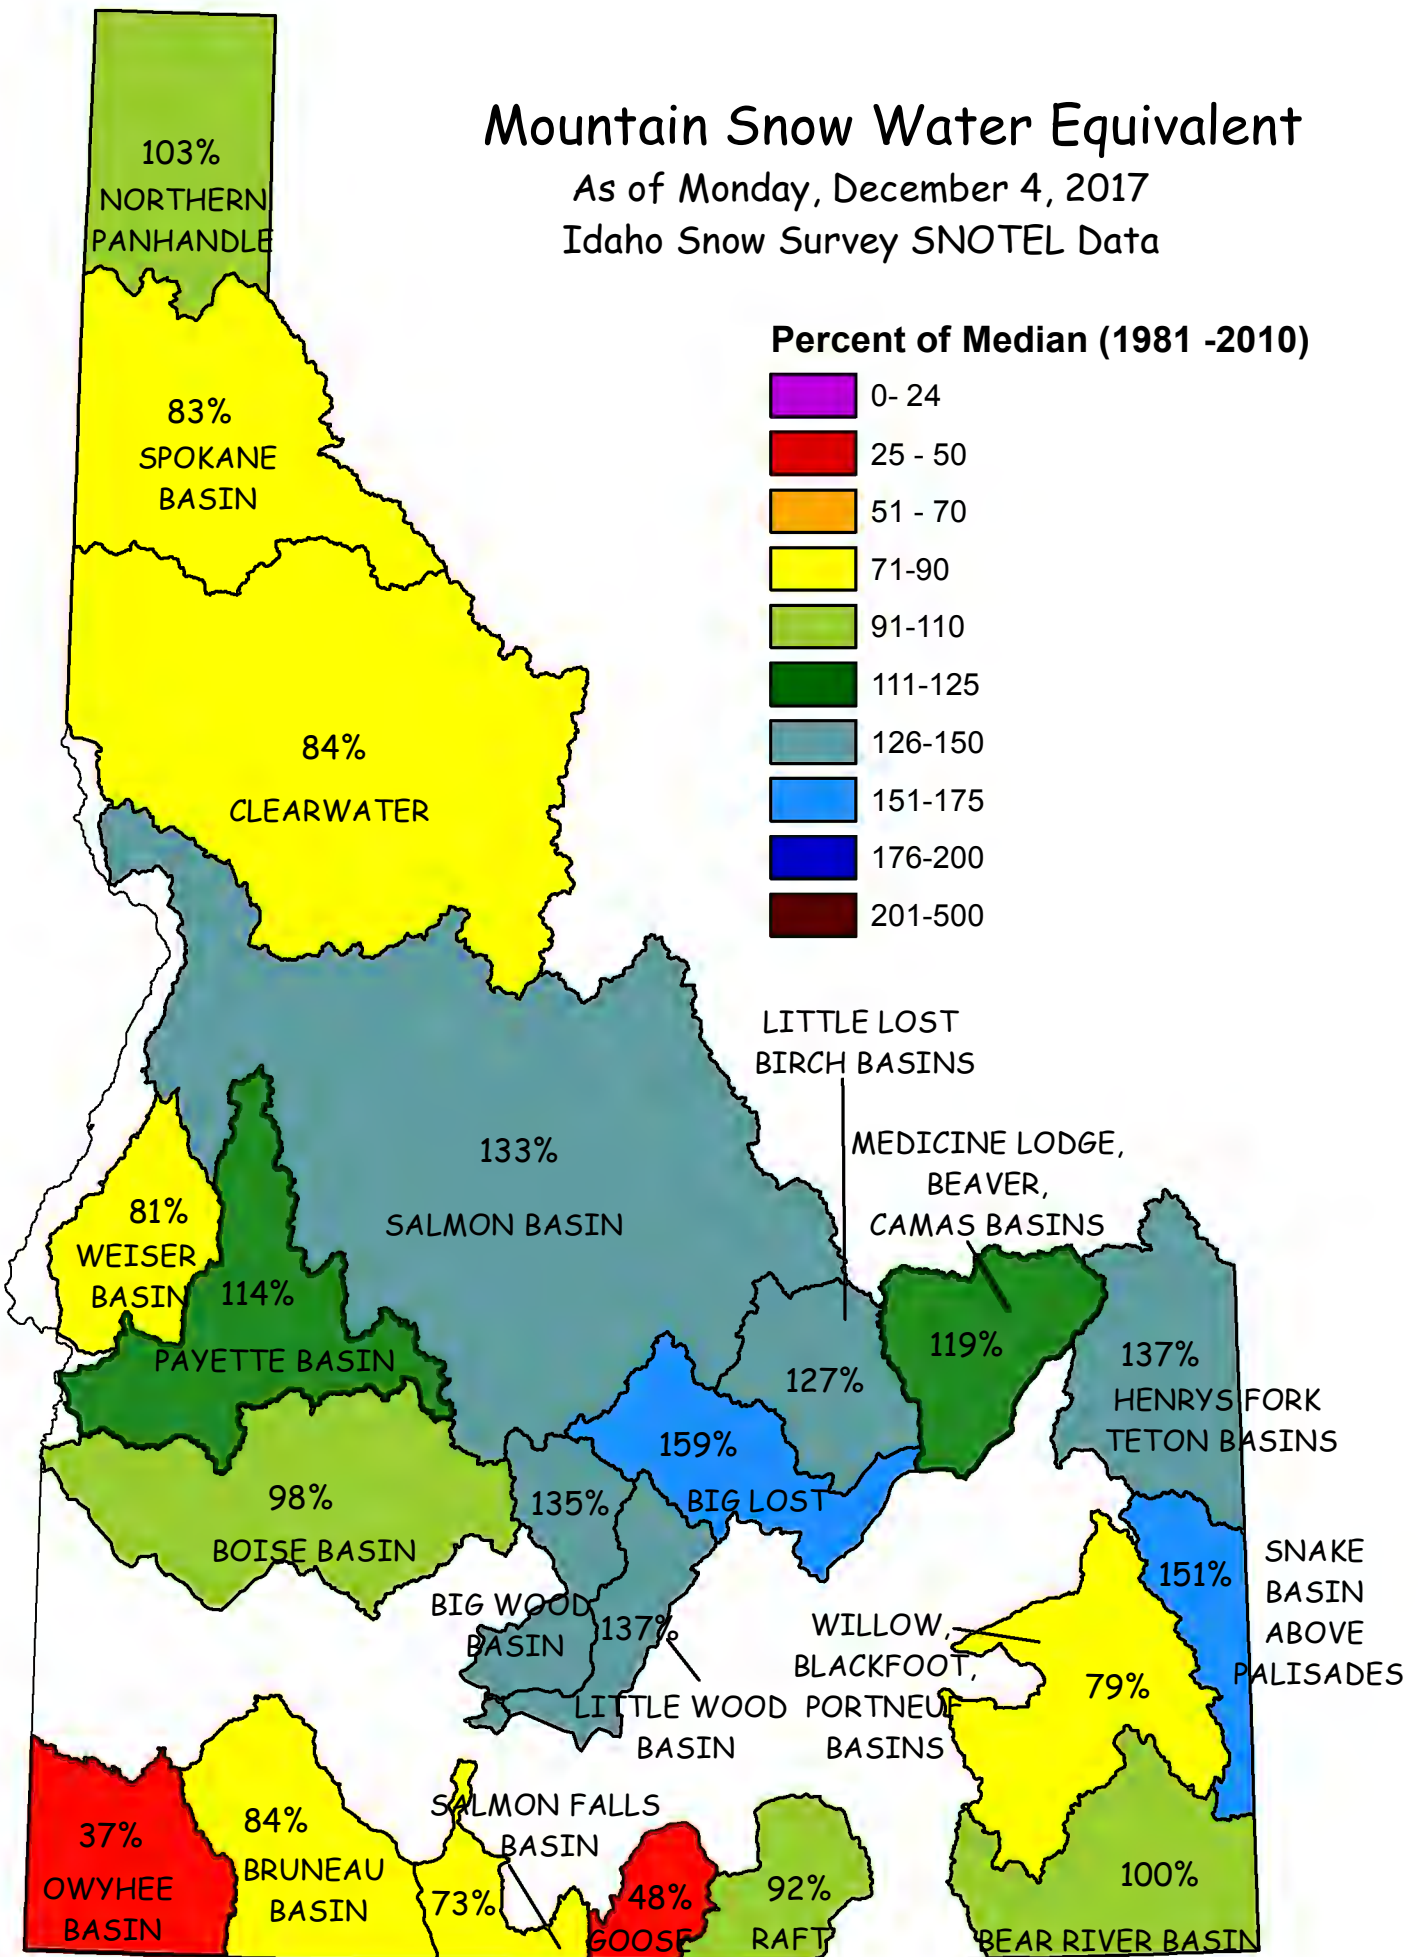 Mountain Snow Water Equivalent
As of Monday, December 4, 2017
Idaho Snow Survey SNOTEL Data
Percent of Median (1981 -2010)
0- 24
25 - 50
51 - 70
71-90
91-110
111-125
126-150
151-175
176-200
201-500
103%
NORTHERN
PANHANDLE
83%
SPOKANE
BASIN
84%
CLEARWATER
133%
SALMON BASIN
LITTLE LOST
BIRCH BASINS
127%
MEDICINE LODGE,
BEAVER,
CAMAS BASINS
119%
81%
WEISER
BASIN
114%
PAYETTE BASIN
137%
HENRYS FORK
TETON BASINS
159%
BIG LOST
98%
BOISE BASIN
135%
BIG WOOD
BASIN
137%
LITTLE WOOD
BASIN
151%
SNAKE
BASIN
ABOVE
PALISADES
WILLOW,
BLACKFOOT,
PORTNEUF
BASINS
79%
37%
OWYHEE
BASIN
84%
BRUNEAU
BASIN
SALMON FALLS
BASIN
73%
48%
GOOSE
92%
RAFT
100%
BEAR RIVER BASIN